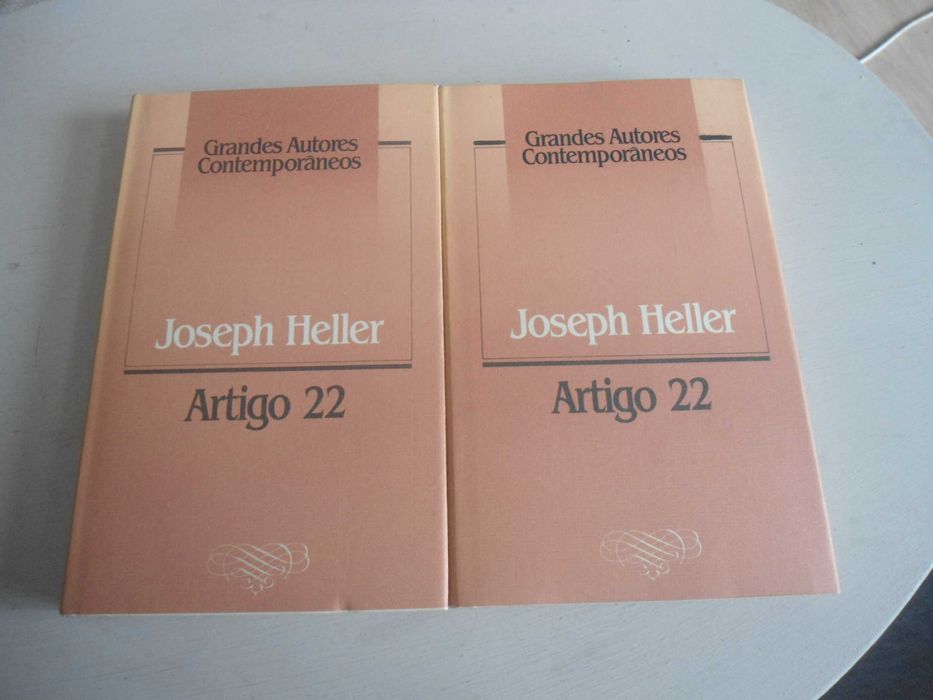 Grandes Autores
Contemporâneos
Joseph Heller
Artigo 22
Grandes Autores
Contemporâneos
Joseph Heller
Artigo 22